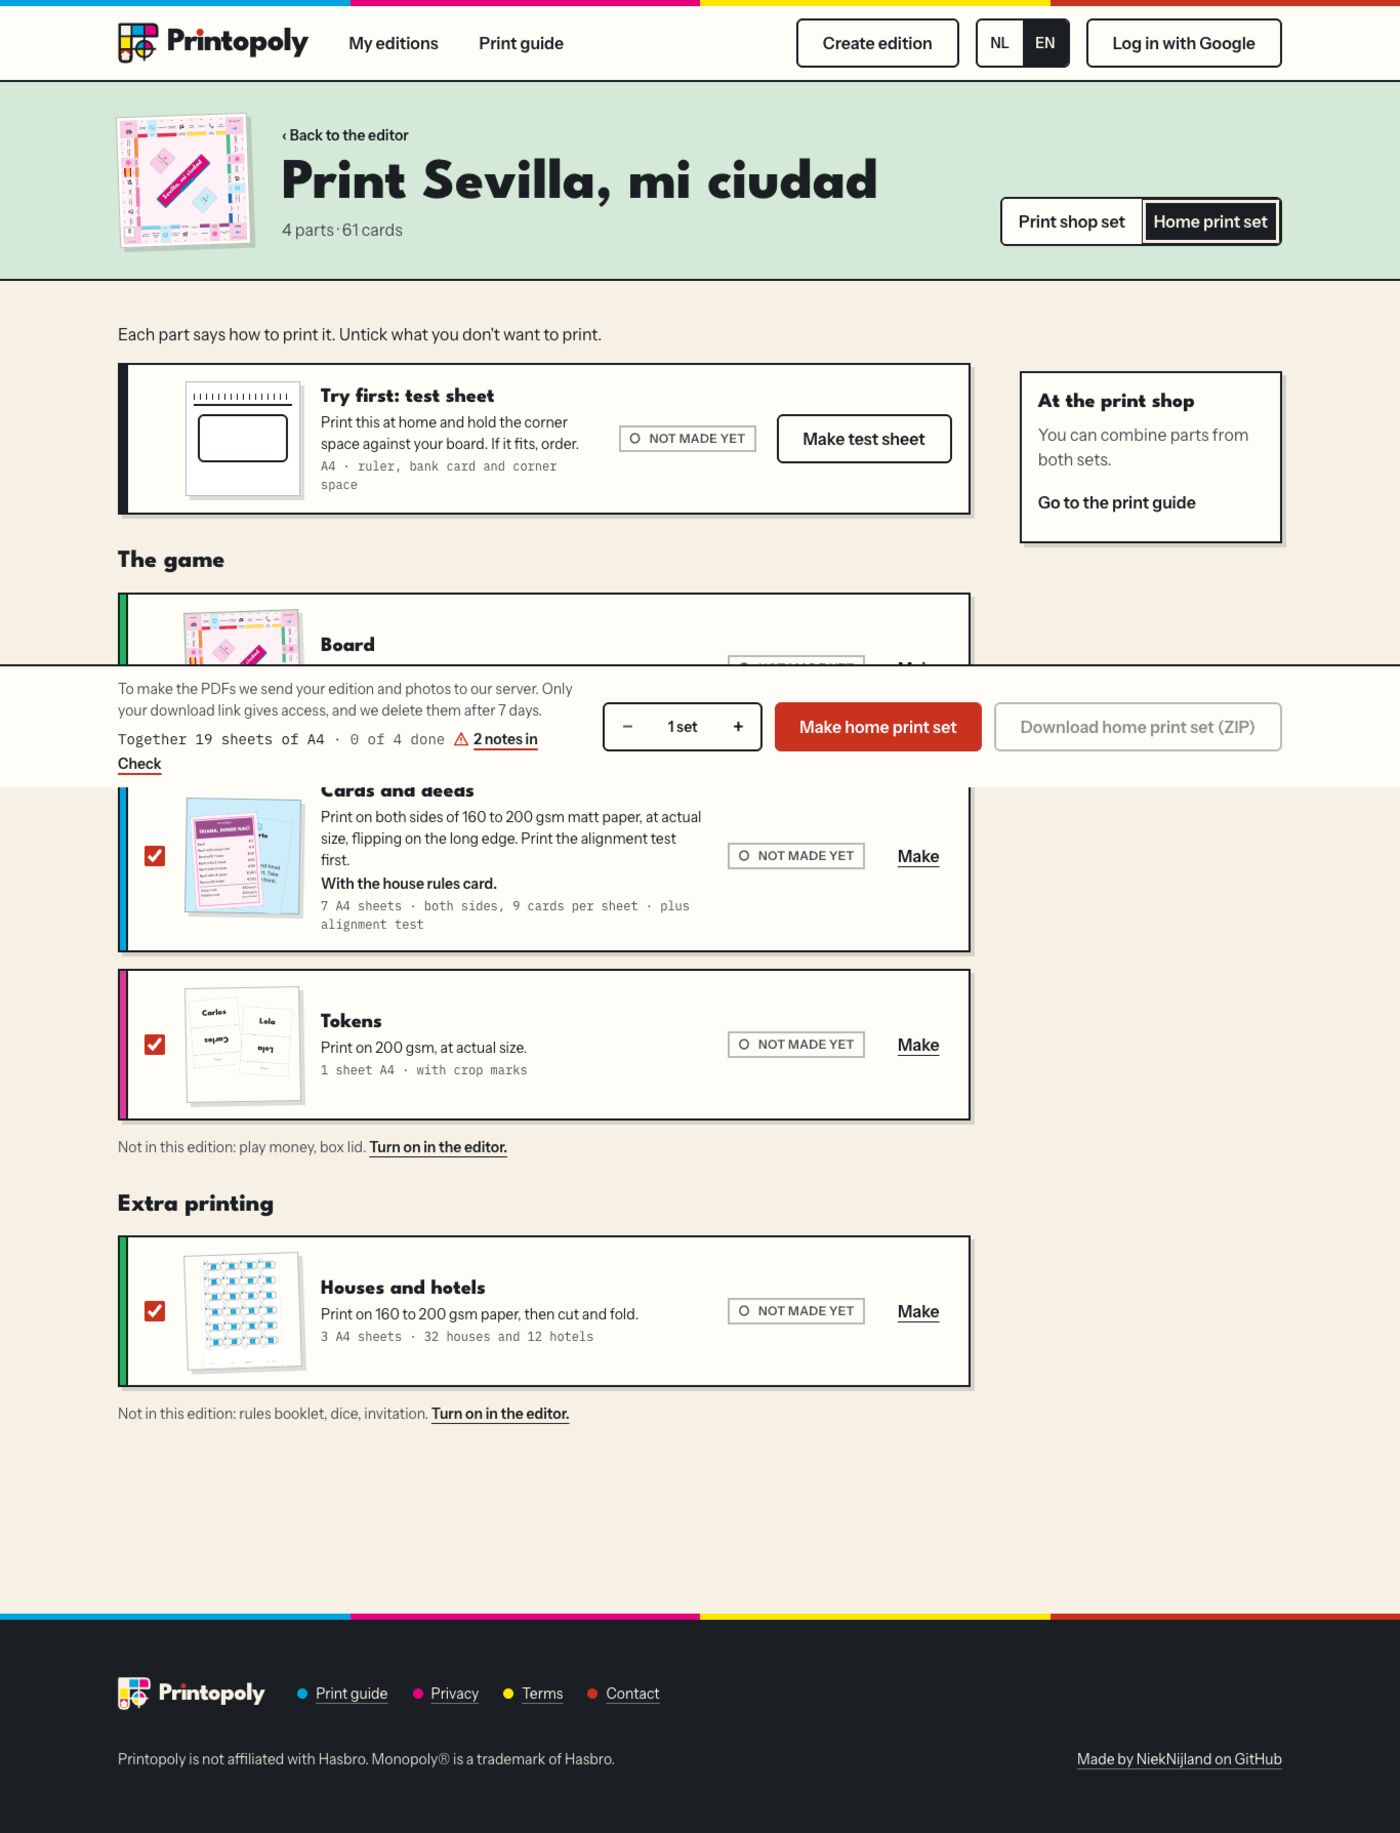 Printopoly
My editions
Print guide
Create edition
NL
EN
Log in with Google
‹ Back to the editor
Print Sevilla, mi ciudad
4 parts · 61 cards
Print shop set
Home print set
Sevilla, mi ciudad
Each part says how to print it. Untick what you don't want to print.
Try first: test sheet
Print this at home and hold the corner
space against your board. If it fits, order.
A4 · ruler, bank card and corner
space
NOT MADE YET
Make test sheet
At the print shop
You can combine parts from
both sets.
Go to the print guide
The game
Board
To make the PDFs we send your edition and photos to our server. Only
your download link gives access, and we delete them after 7 days.
Together 19 sheets of A4 · 0 of 4 done 2 notes in
Check
−
1 set
+
Make home print set
Download home print set (ZIP)
Cards and deeds
Print on both sides of 160 to 200 gsm matt paper, at actual
size, flipping on the long edge. Print the alignment test
first.
With the house rules card.
7 A4 sheets · both sides, 9 cards per sheet · plus
alignment test
NOT MADE YET
Make
TRIANA, DONDE NACÍ
Carlos
Lola
Carlos
Lola
Tokens
Print on 200 gsm, at actual size.
1 sheet A4 · with crop marks
NOT MADE YET
Make
Not in this edition: play money, box lid. Turn on in the editor.
Extra printing
Houses and hotels
Print on 160 to 200 gsm paper, then cut and fold.
3 A4 sheets · 32 houses and 12 hotels
NOT MADE YET
Make
Not in this edition: rules booklet, dice, invitation. Turn on in the editor.
Printopoly
Print guide
Privacy
Terms
Contact
Printopoly is not affiliated with Hasbro. Monopoly® is a trademark of Hasbro.
Made by NiekNijland on GitHub